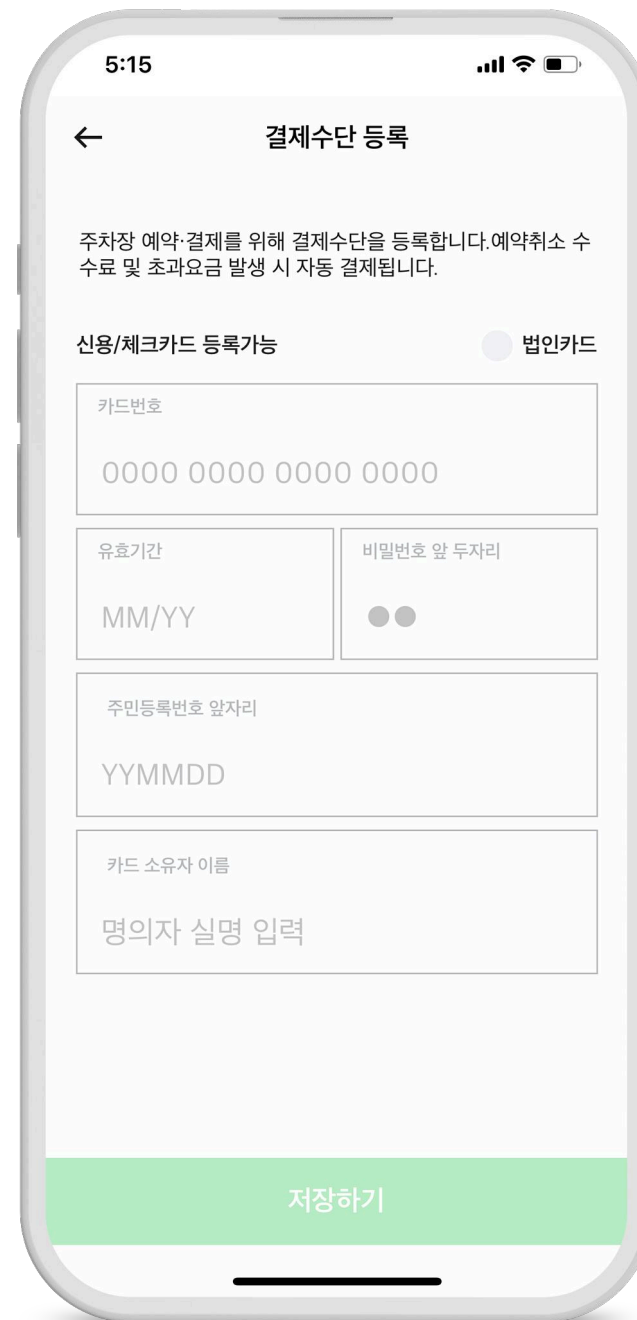 5:15
결제수단 등록
주차장 예약·결제를 위해 결제수단을 등록합니다.예약취소 수
수료 및 초과요금 발생 시 자동 결제됩니다.
신용/체크카드 등록가능
법인카드
카드번호
0000 0000 0000 0000
유효기간
비밀번호 앞 두자리
MM/YY
●●
주민등록번호 앞자리
YYMMDD
카드 소유자 이름
명의자 실명 입력
저장하기